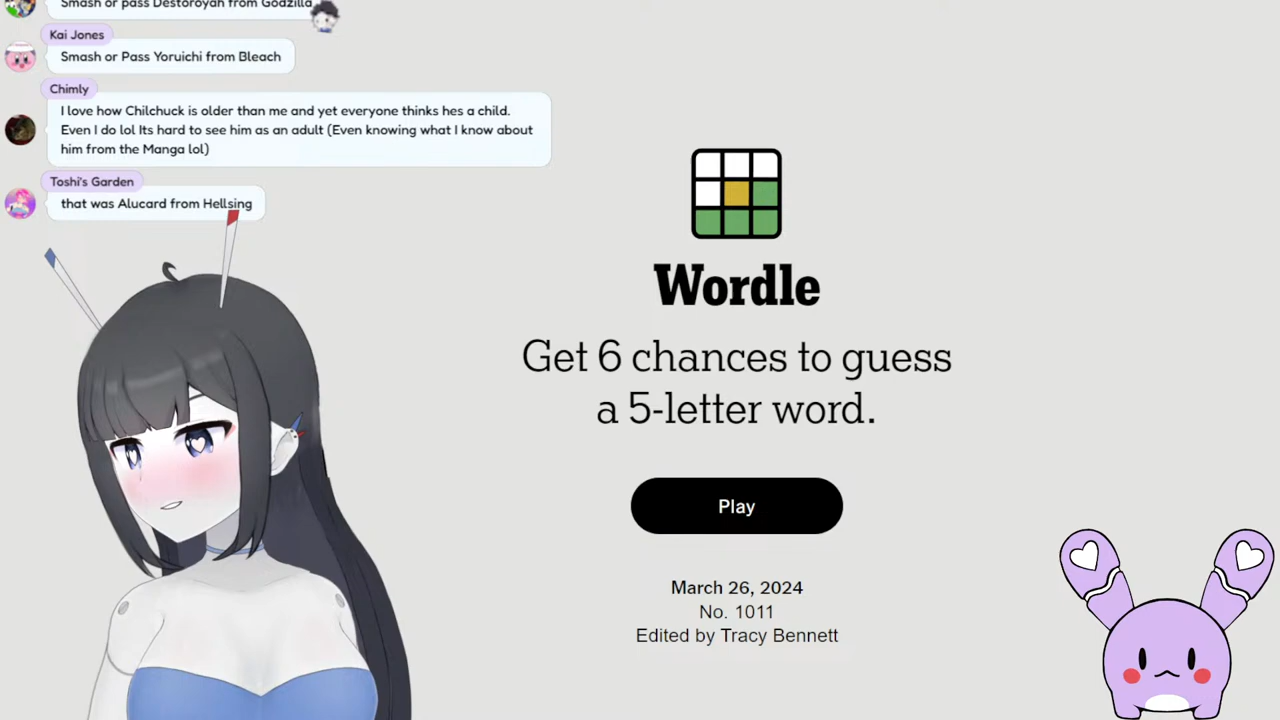 Smash or pass Destoroyah from Godzilla
Kai Jones
Smash or Pass Yoruichi from Bleach
Chimly
I love how Chilchuck is older than me and yet everyone thinks hes a child.
Even I do lol Its hard to see him as an adult (Even knowing what I know about
him from the Manga lol)
Toshi's Garden
that was Alucard from Hellsing
Wordle
Get 6 chances to guess
a 5-letter word.
Play
March 26, 2024
No. 1011
Edited by Tracy Bennett